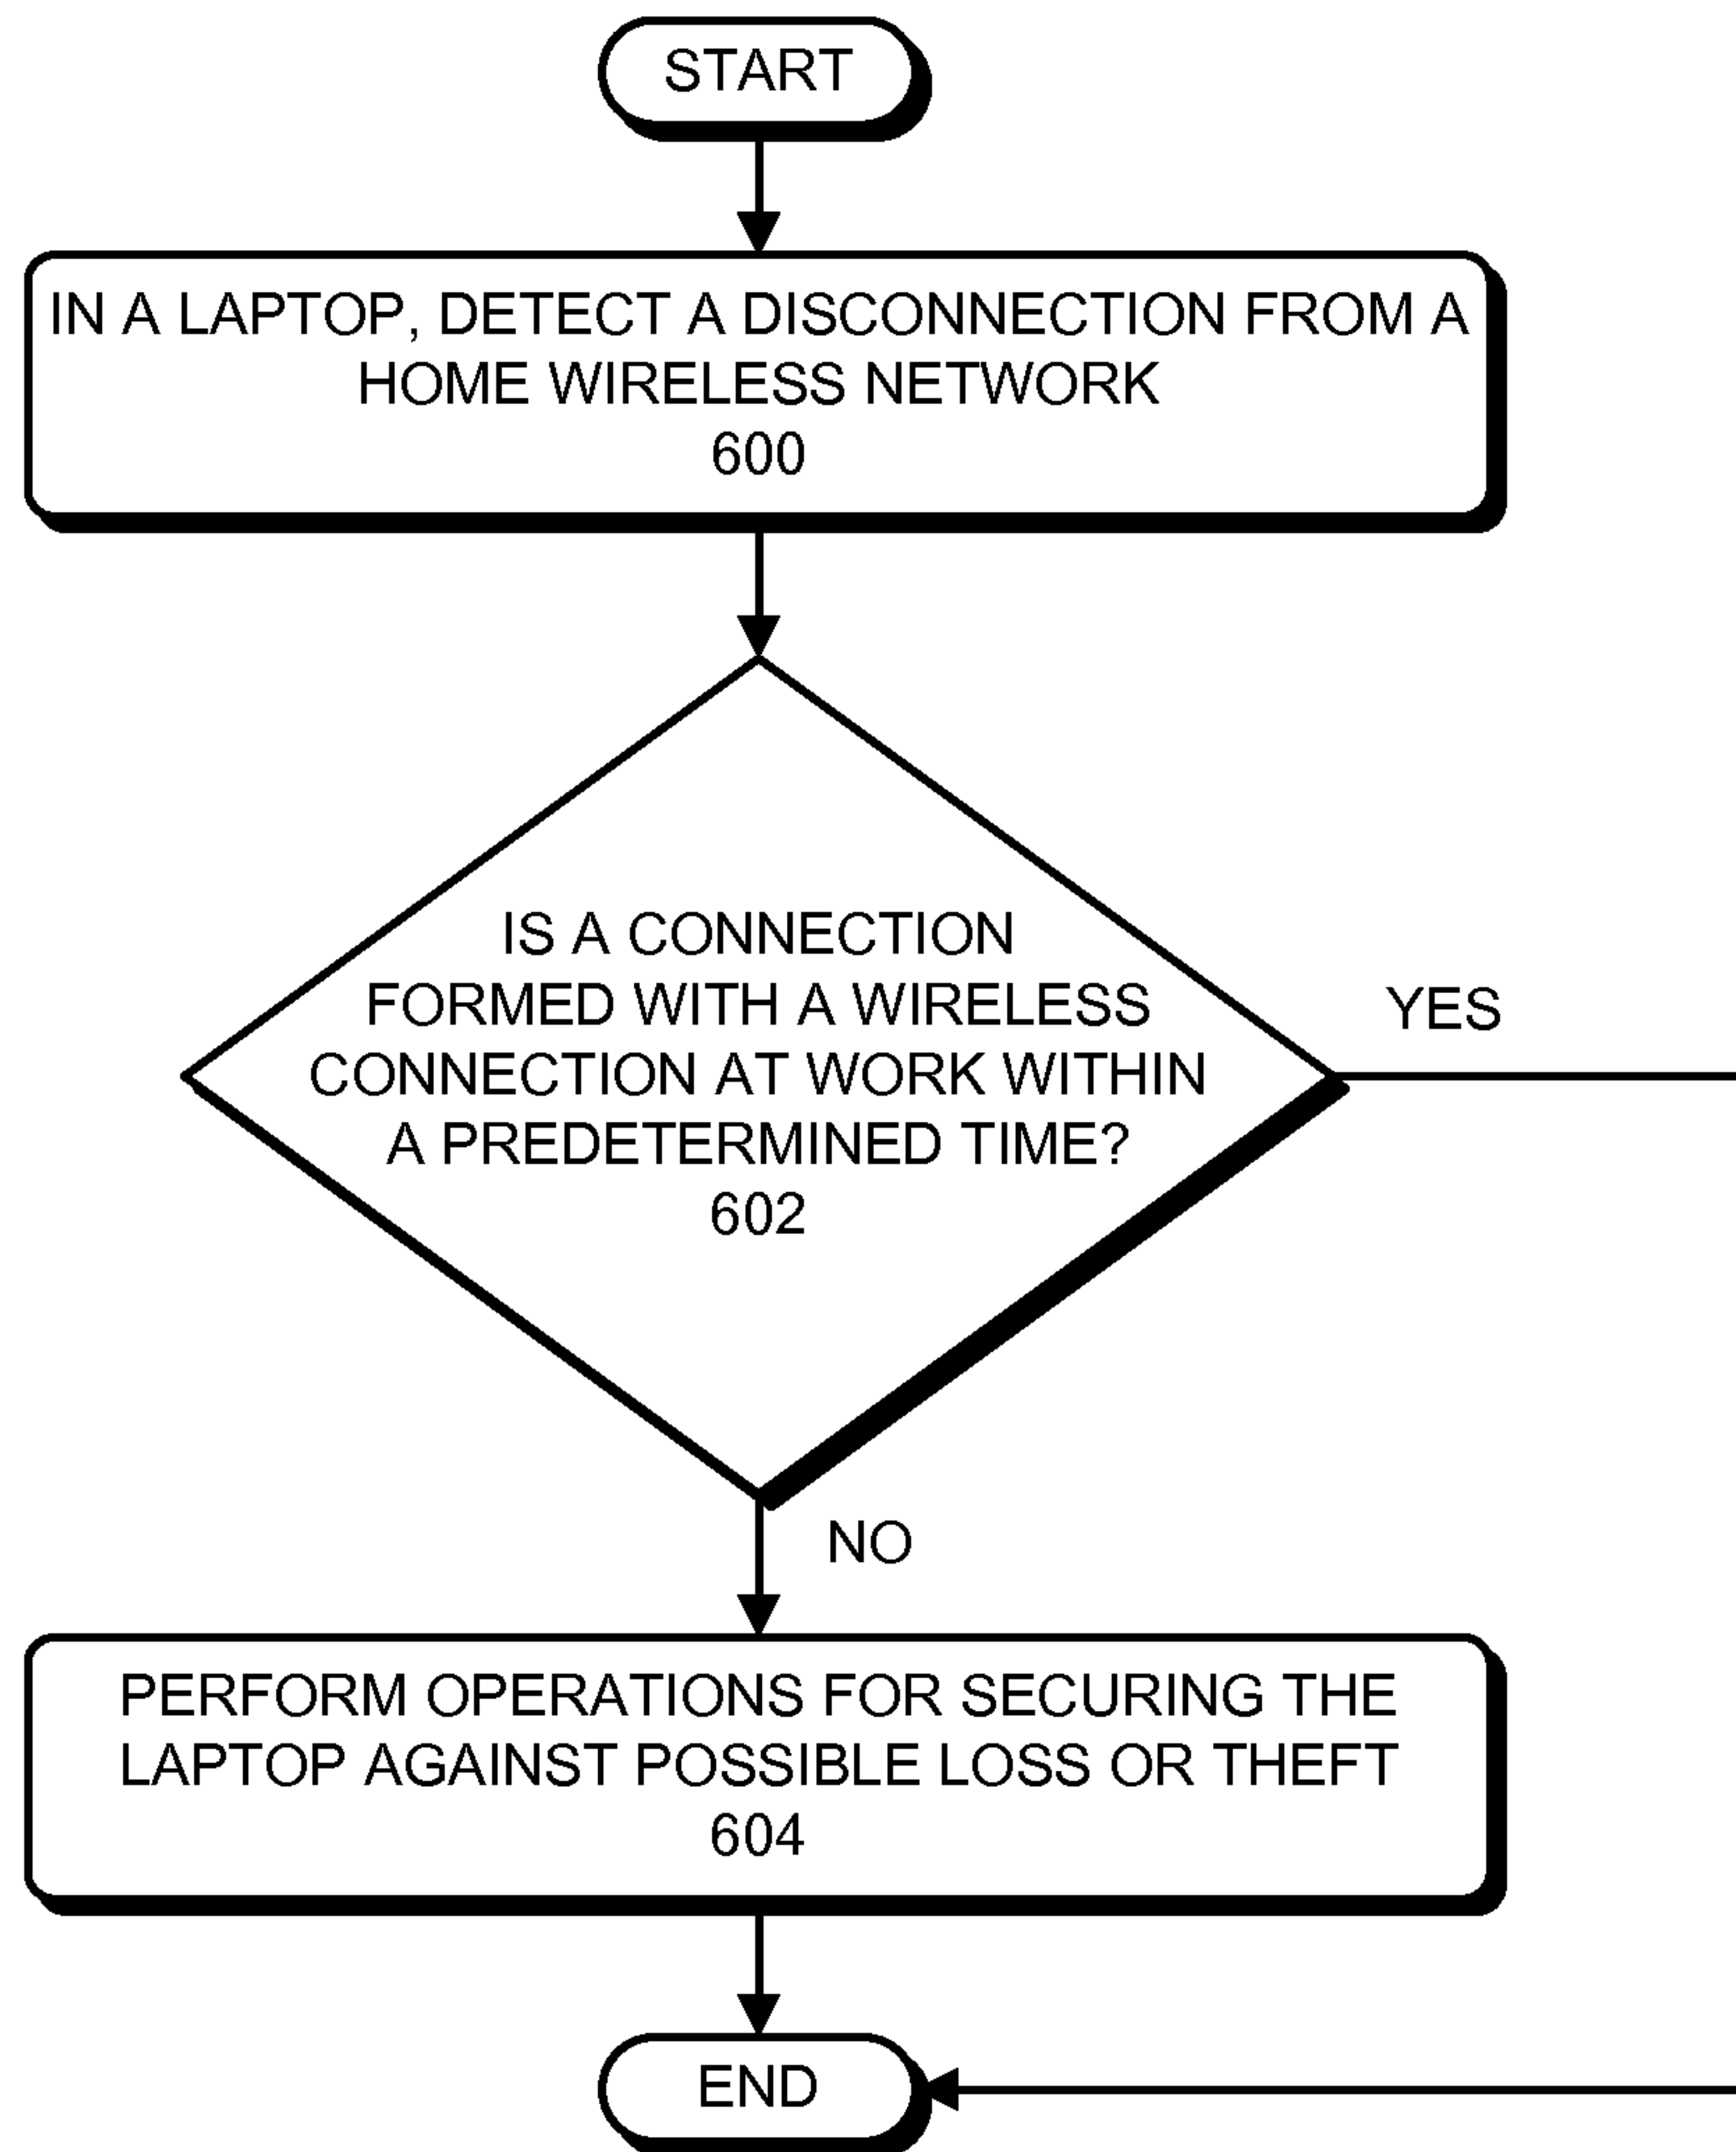 START
IN A LAPTOP, DETECT A DISCONNECTION FROM A
HOME WIRELESS NETWORK
600
IS A CONNECTION
FORMED WITH A WIRELESS
CONNECTION AT WORK WITHIN
A PREDETERMINED TIME?
602
YES
NO
PERFORM OPERATIONS FOR SECURING THE
LAPTOP AGAINST POSSIBLE LOSS OR THEFT
604
END